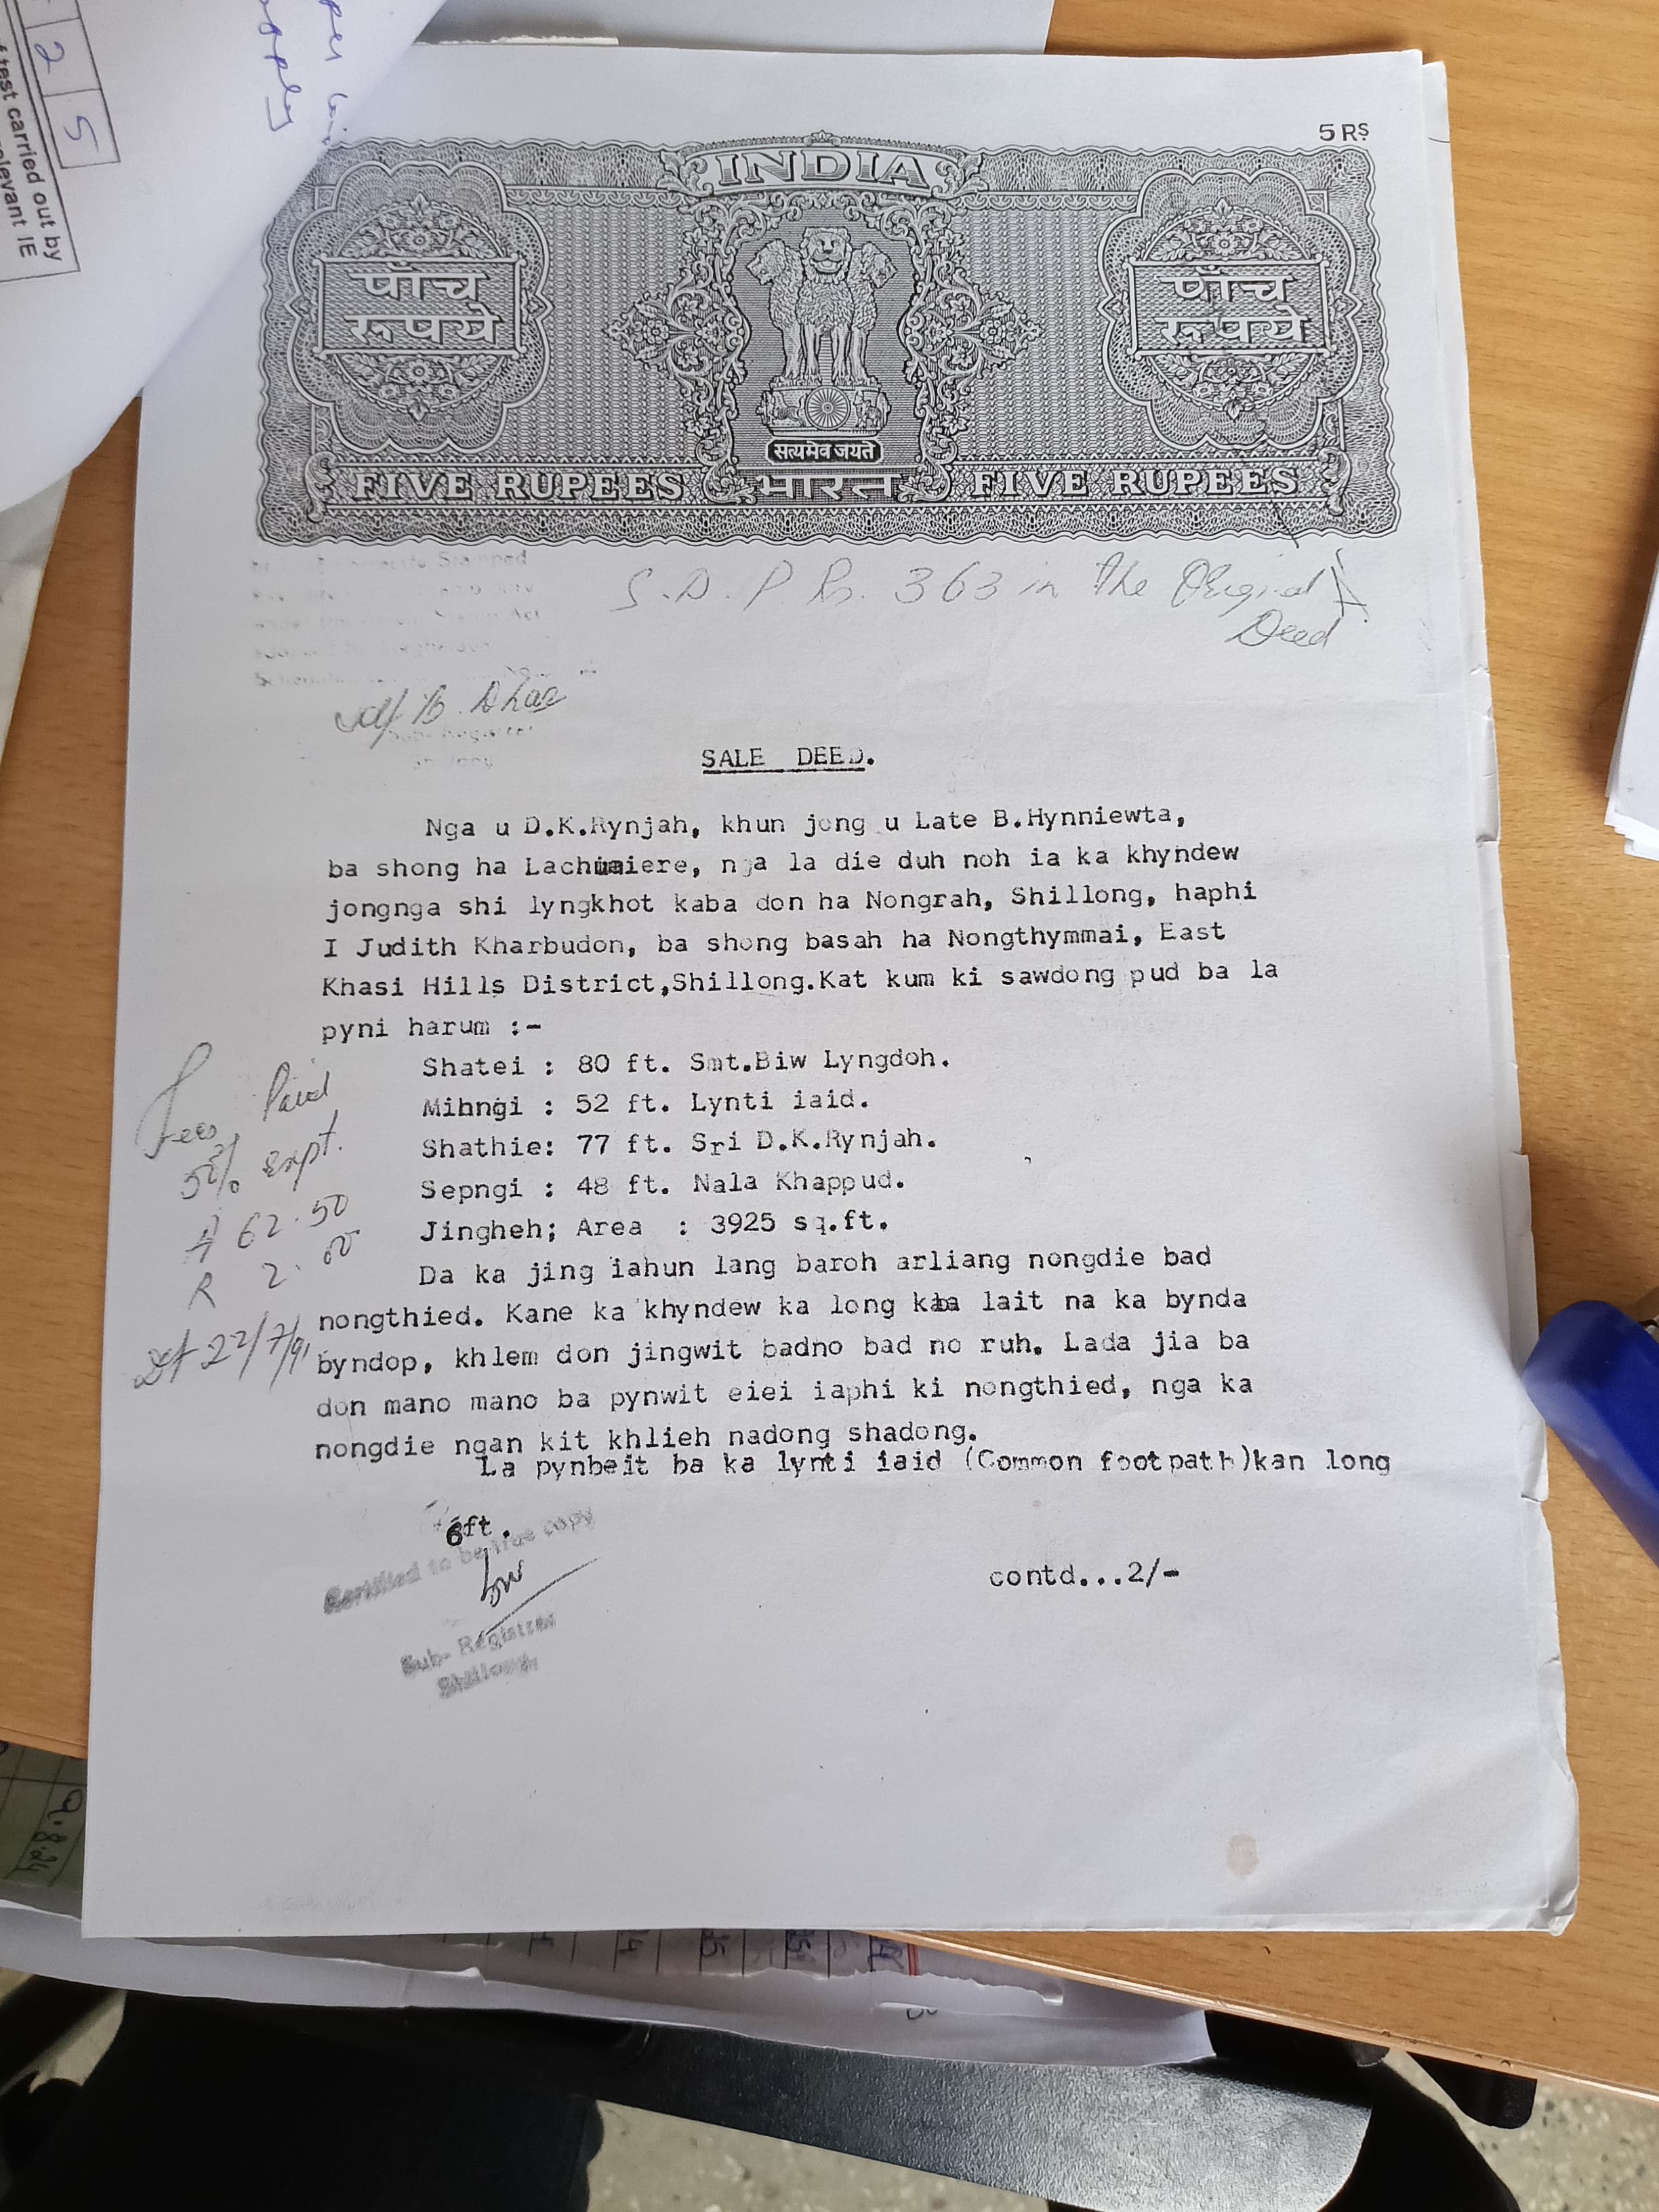 2
5
test carried out by
relevant IE
5 Rs
INDIA
पाँच
रूपये
पाँच
रूपये
सत्यमेव जयते
FIVE RUPEES भारत FIVE RUPEES
Stamped
S.D.P Rs. 363 in the Original
Deed
B. Dhar
SALE DEED.
Nga u D.K.Rynjah, khun jong u Late B.Hynniewta,
ba shong ha Lachumiere, nga la die duh noh ia ka khyndew
jongnga shi lyngkhot kaba don ha Nongrah, Shillong, haphi
I Judith Kharbudon, ba shong basah ha Nongthymmai, East
Khasi Hills District,Shillong.Kat kum ki sawdong pud ba la
pyni harum :-
Shatei : 80 ft. Smt.Biw Lyngdoh.
Mihngi : 52 ft. Lynti iaid.
Shathie: 77 ft. Sri D.K.Rynjah.
Sepngi : 48 ft. Nala Khappud.
Jingheh; Area : 3925 sq.ft.
Fees Paid
50% expt.
A 62.50
R 2.00
Dt 22/7/91
Da ka jing iahun lang baroh arliang nongdie bad
nongthied. Kane ka khyndew ka long kaba lait na ka bynda
byndop, khlem don jingwit badno bad no ruh. Lada jia ba
don mano mano ba pynwit eiei iaphi ki nongthied, nga ka
nongdie ngan kit khlieh nadong shadong.
La pynbeit ba ka lynti iaid (Common footpath)kan long
6ft.
Certified to be true copy
contd...2/-
Sub-Registrar
Shillong
9.8.24